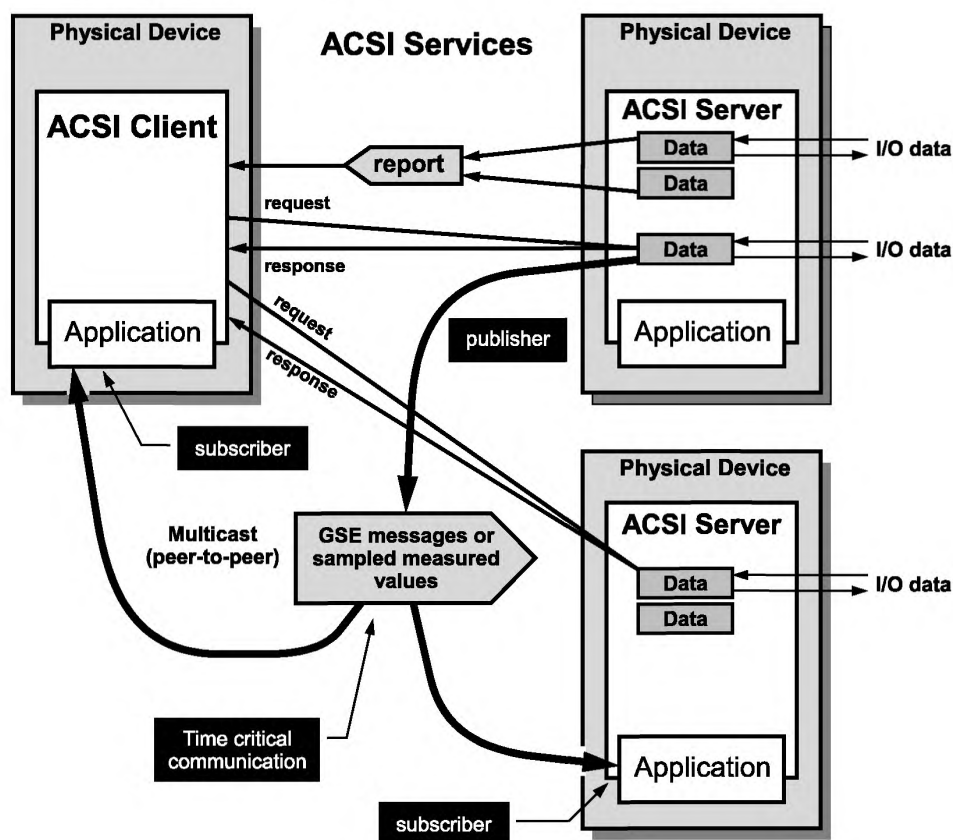 Physical Device
ACSI Services
Physical Device
ACSI Client
ACSI Server
report
Data
I/O data
Data
request
Data
I/O data
response
request
Application
publisher
Application
response
subscriber
Physical Device
ACSI Server
Multicast
(peer-to-peer)
GSE messages or
sampled measured
values
Data
I/O data
Data
Time critical
communication
Application
subscriber